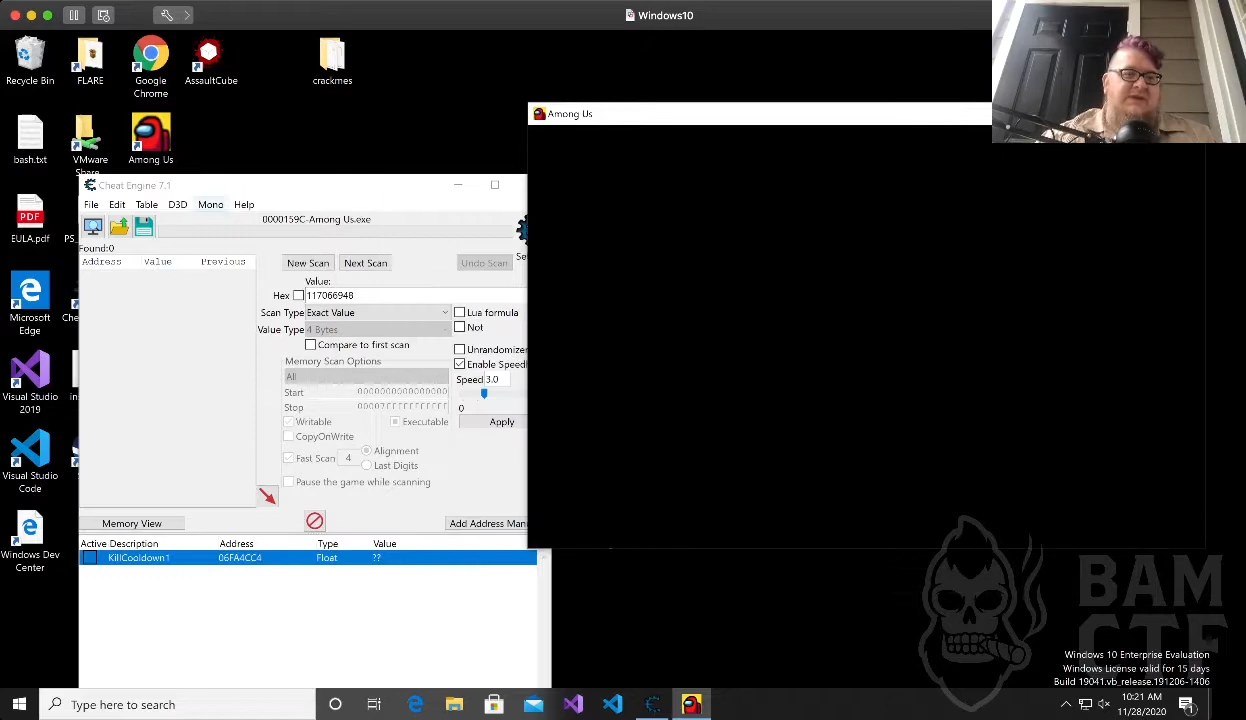 Windows10
Recycle Bin
FLARE
Google
Chrome
AssaultCube
crackmes
bash.txt
VMware
Share
Among Us
Among Us
Cheat Engine 7.1
File Edit Table D3D Mono Help
0000159C-Among Us.exe
EULA.pdf
PS_
Found:0
Address Value Previous
New Scan Next Scan Undo Scan
Value:
Hex 117066948
Scan Type Exact Value
Lua formula
Not
Value Type 4 Bytes
Compare to first scan
Unrandomizer
Memory Scan Options
Enable Speed
All
Speed 3.0
Start 0000000000000000
Stop 00007fffffffffff
0
Writable Executable
Apply
CopyOnWrite
Fast Scan 4 Alignment
Last Digits
Pause the game while scanning
Microsoft
Edge
Che
Visual Studio
2019
Visual Studio
Code
Windows Dev
Center
Memory View
Add Address Man
Active Description Address Type Value
KillCooldown1 06FA4CC4 Float ??
BAM
CTF
Windows 10 Enterprise Evaluation
Windows License valid for 15 days
Build 19041.vb_release.191206-1406
Type here to search
10:21 AM
11/28/2020
1